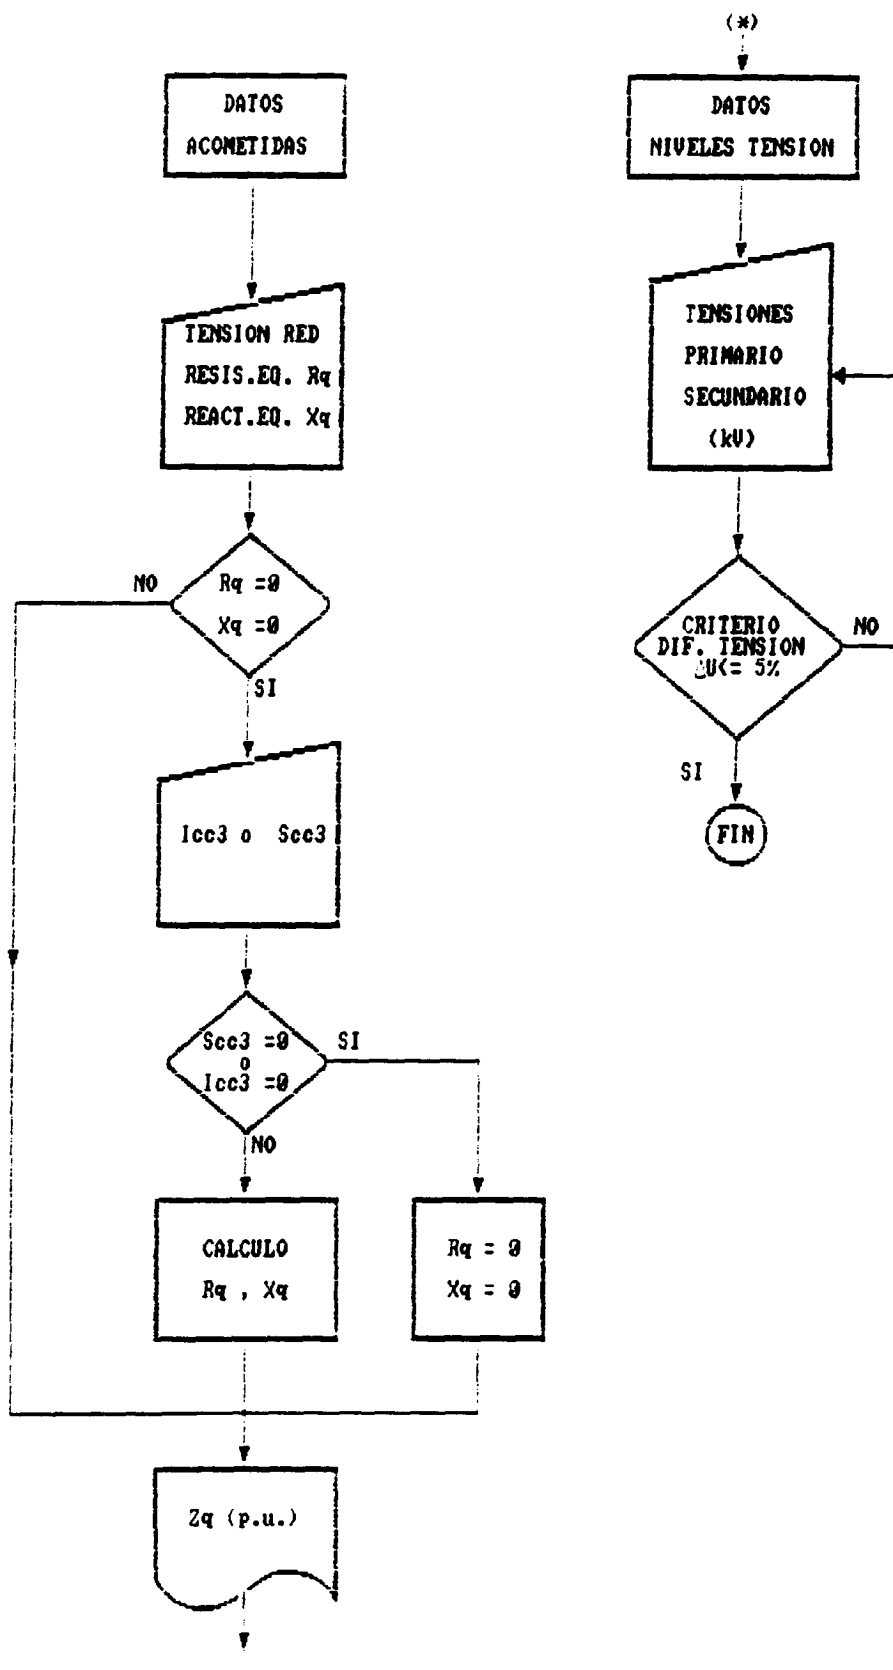 DATOS
ACOMETIDAS
TENSION RED
RESIS.EQ. Rq
REACT.EQ. Xq
NO
Rq =0
Xq =0
SI
Icc3 o Scc3
Scc3 =0
o
Icc3 =0
SI
NO
CALCULO
Rq , Xq
Rq = 0
Xq = 0
Zq (p.u.)
(*)
DATOS
NIVELES TENSION
TENSIONES
PRIMARIO
SECUNDARIO
(kV)
CRITERIO
DIF. TENSION
ΔU<= 5%
NO
SI
FIN